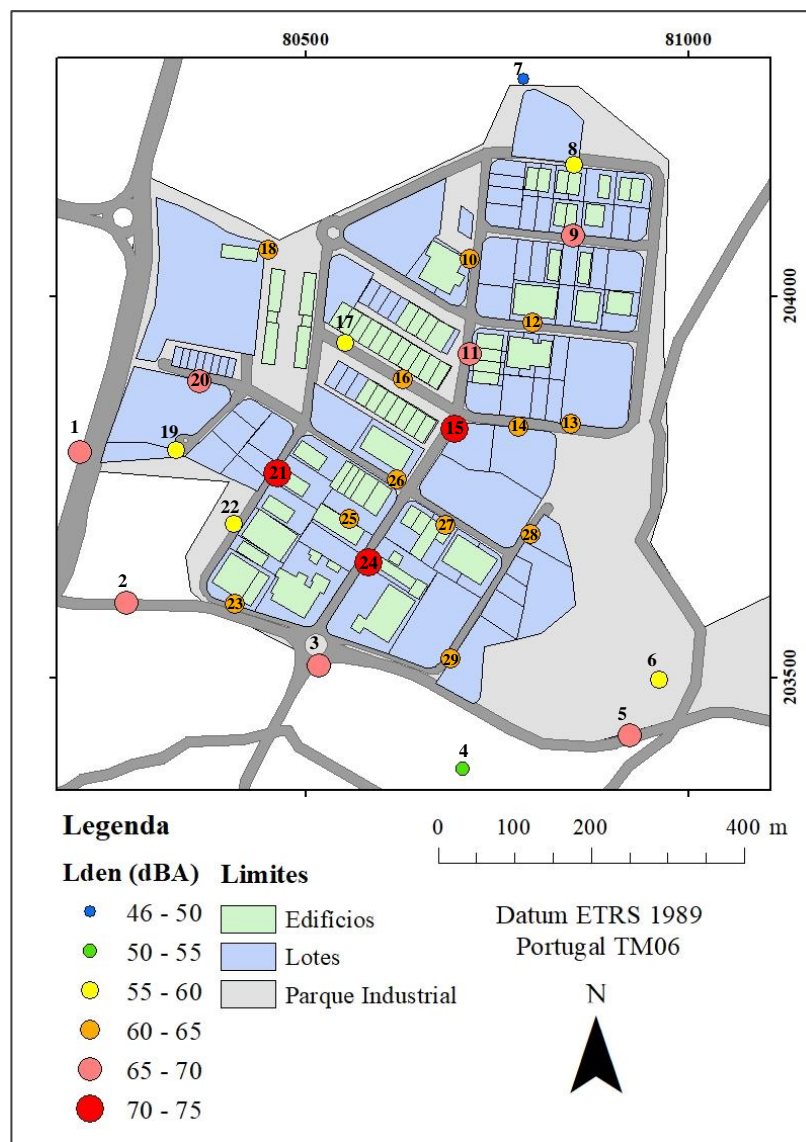 80500 81000
7
8
9
18
10
204000
17
12
11
16
20
1
19
15
14
13
21
26
22
25
27
28
24
2
23
3
29
6
203500
5
4
Legenda
0 100 200 400 m
Lden (dBA) Limites
46 - 50
Edifícios
Datum ETRS 1989
50 - 55
Lotes
Portugal TM06
55 - 60
Parque Industrial
N
60 - 65
65 - 70
70 - 75